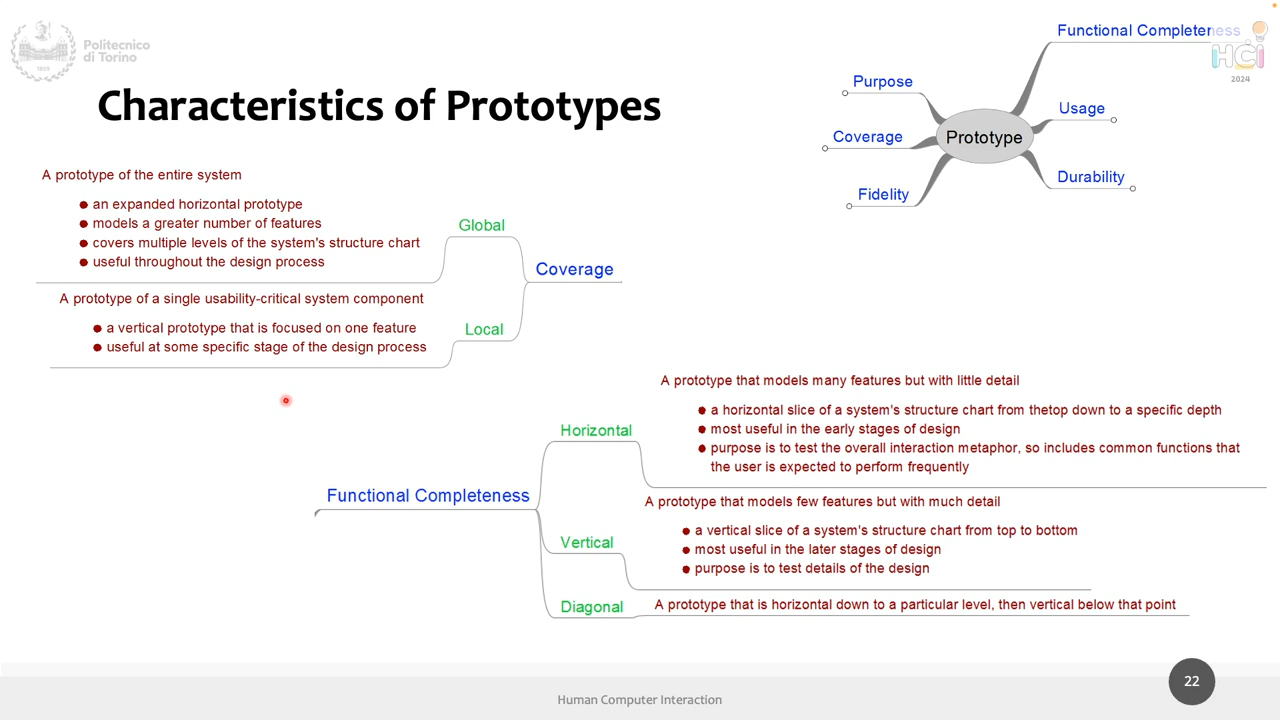 Politecnico
di Torino
1859
Characteristics of Prototypes
Functional Completeness
HCI
2024
Purpose
Usage
Coverage
Prototype
Durability
Fidelity
A prototype of the entire system
an expanded horizontal prototype
models a greater number of features
covers multiple levels of the system's structure chart
useful throughout the design process
Global
Coverage
A prototype of a single usability-critical system component
a vertical prototype that is focused on one feature
useful at some specific stage of the design process
Local
Functional Completeness
Horizontal
A prototype that models many features but with little detail
a horizontal slice of a system's structure chart from thetop down to a specific depth
most useful in the early stages of design
purpose is to test the overall interaction metaphor, so includes common functions that
the user is expected to perform frequently
Vertical
A prototype that models few features but with much detail
a vertical slice of a system's structure chart from top to bottom
most useful in the later stages of design
purpose is to test details of the design
Diagonal
A prototype that is horizontal down to a particular level, then vertical below that point
Human Computer Interaction
22